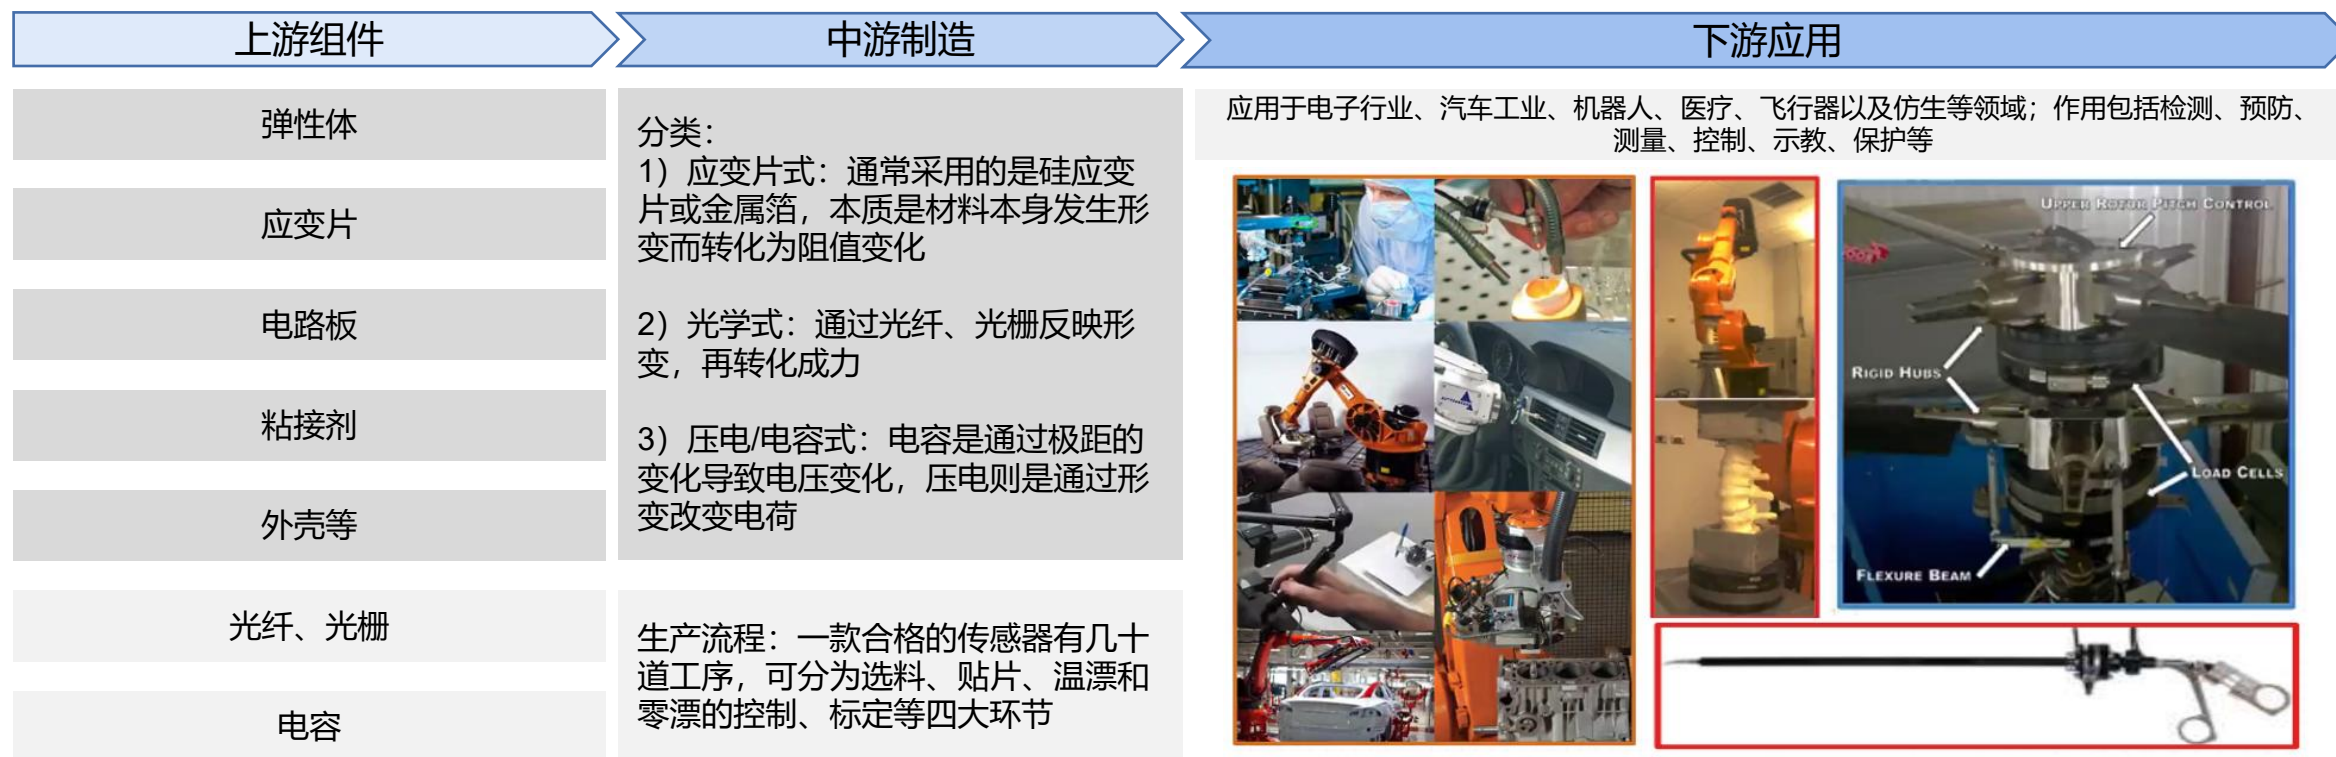 上游组件
中游制造
下游应用
弹性体
应变片
电路板
粘接剂
外壳等
光纤、光栅
电容
分类：
1）应变片式：通常采用的是硅应变
片或金属箔，本质是材料本身发生形
变而转化为阻值变化
2）光学式：通过光纤、光栅反映形
变，再转化成力
3）压电/电容式：电容是通过极距的
变化导致电压变化，压电则是通过形
变改变电荷
生产流程：一款合格的传感器有几十
道工序，可分为选料、贴片、温漂和
零漂的控制、标定等四大环节
应用于电子行业、汽车工业、机器人、医疗、飞行器以及仿生等领域；作用包括检测、预防、
测量、控制、示教、保护等
UPPER ROTOR PITCH CONTROL
RIGID HUBS
LOAD CELLS
FLEXURE BEAM